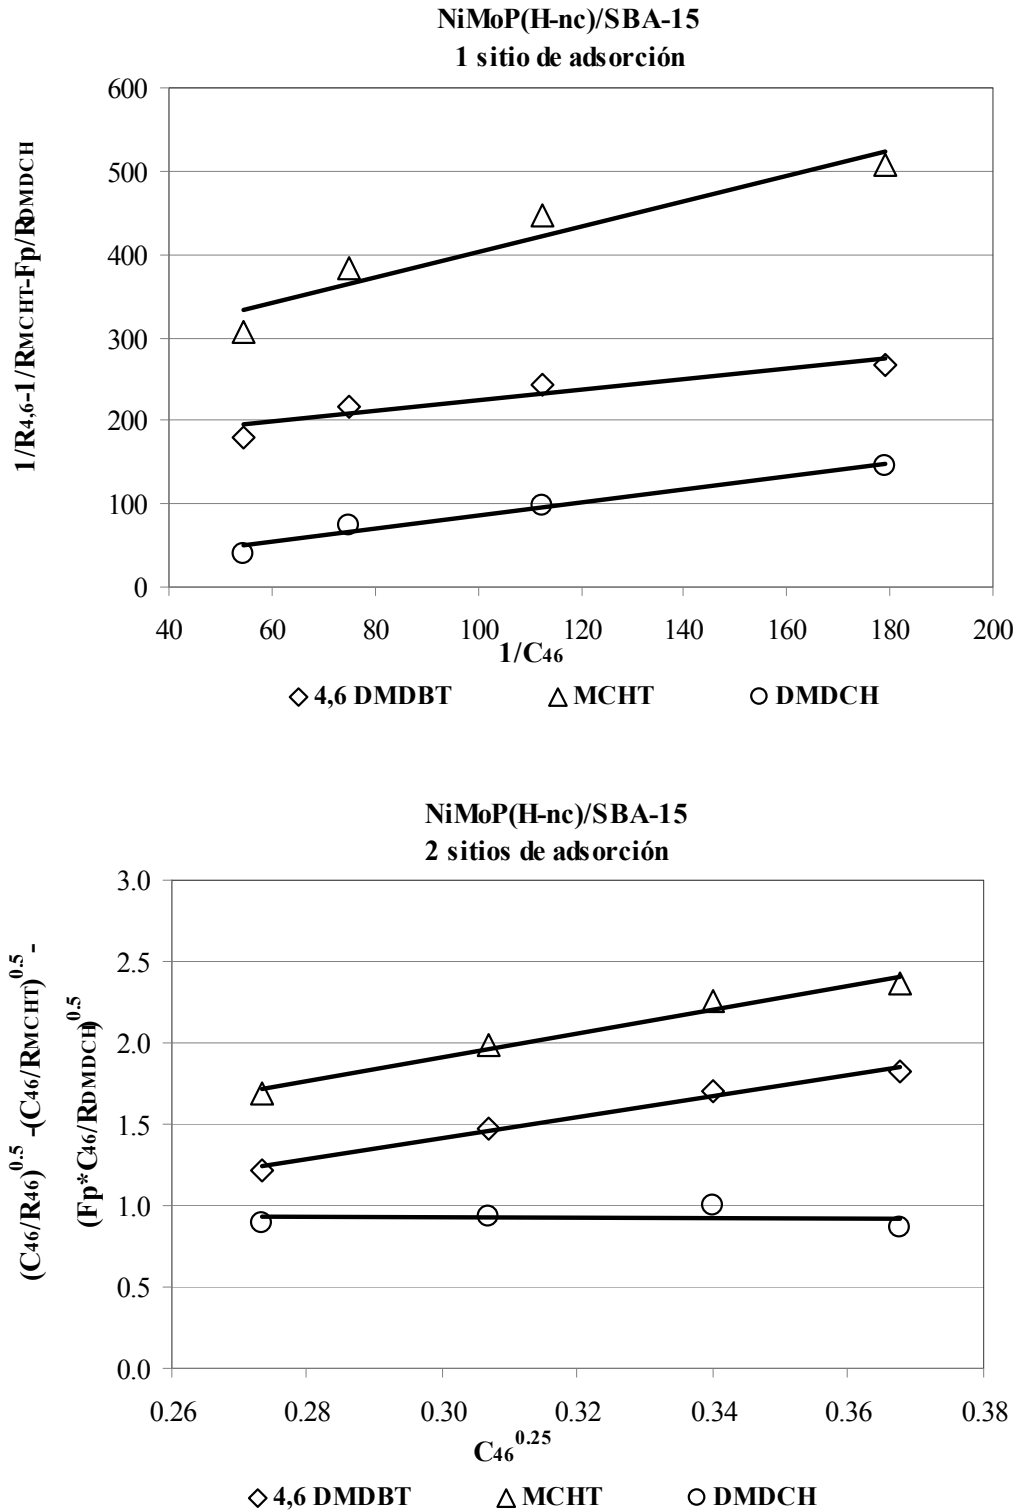 NiMoP(H-nc)/SBA-15
1 sitio de adsorción
1/R4,6-1/RMCHT-Fp/RDMDCH
600
500
400
300
200
100
0
40 60 80 100 120 140 160 180 200
1/C46
4,6 DMDBT MCHT DMDCH
NiMoP(H-nc)/SBA-15
2 sitios de adsorción
(C46/R46)^0.5 -(C46/RMCHT)^0.5 -
(Fp*C46/RDMDCH)^0.5
3.0
2.5
2.0
1.5
1.0
0.5
0.0
0.26 0.28 0.30 0.32 0.34 0.36 0.38
C46^0.25
4,6 DMDBT MCHT DMDCH